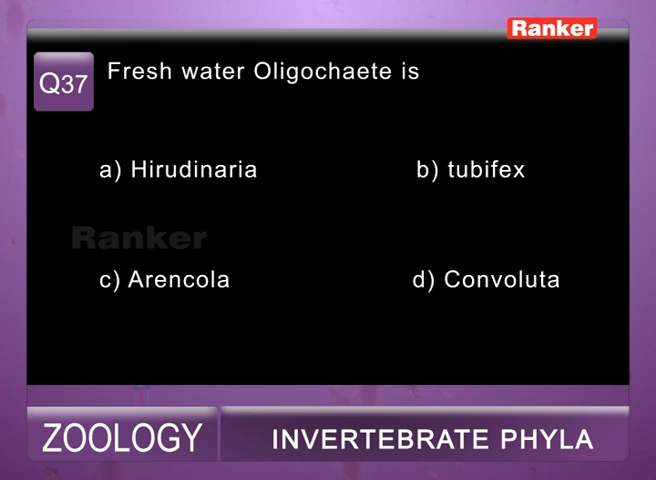 Ranker
Q37 Fresh water Oligochaete is
a) Hirudinaria b) tubifex
Ranker
c) Arencola d) Convoluta
ZOOLOGY INVERTEBRATE PHYLA